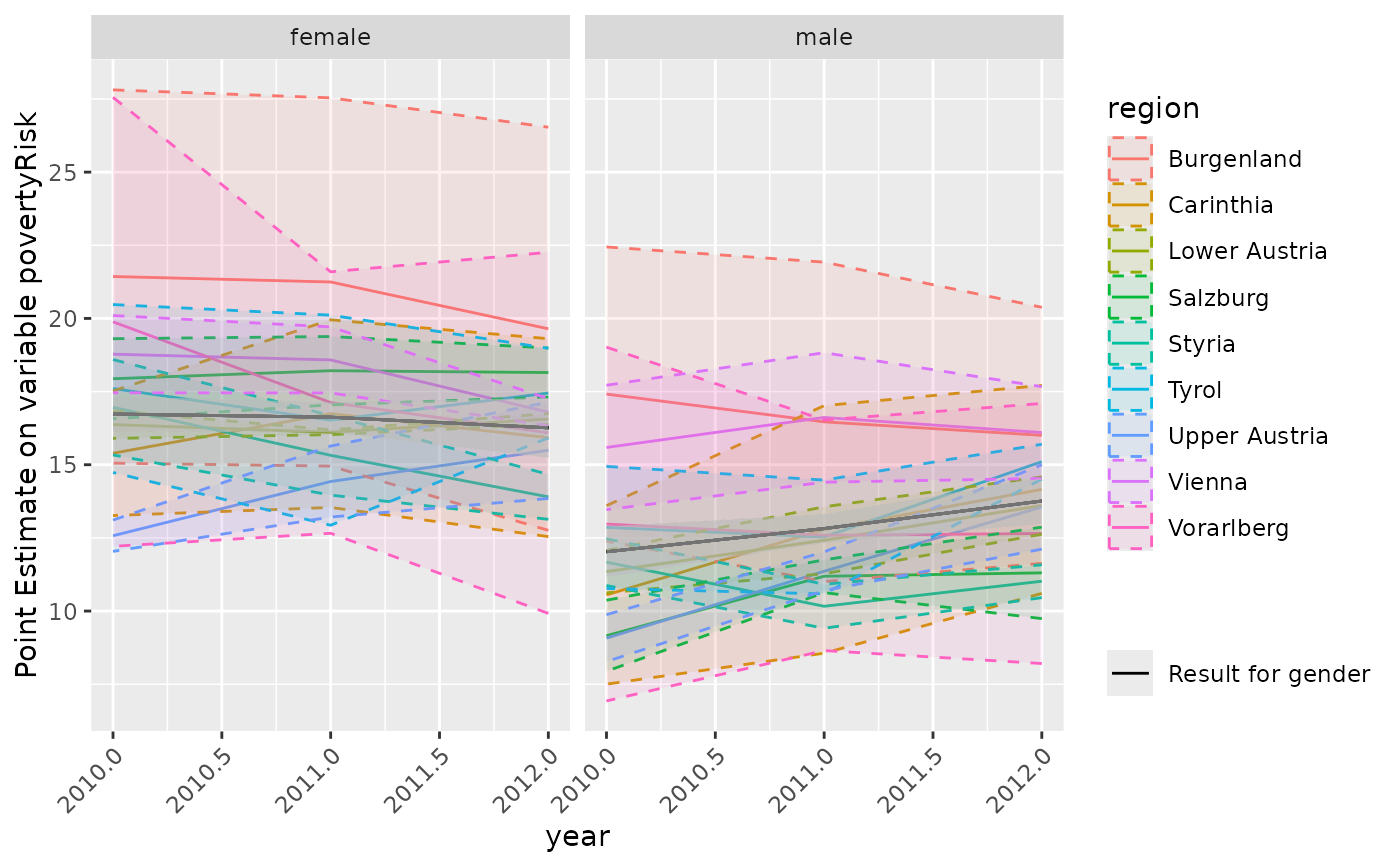 female
male
Point Estimate on variable povertyRisk
25
20
15
10
2010.0
2010.5
2011.0
2011.5
2012.0
2010.0
2010.5
2011.0
2011.5
2012.0
year
region
Burgenland
Carinthia
Lower Austria
Salzburg
Styria
Tyrol
Upper Austria
Vienna
Vorarlberg
Result for gender